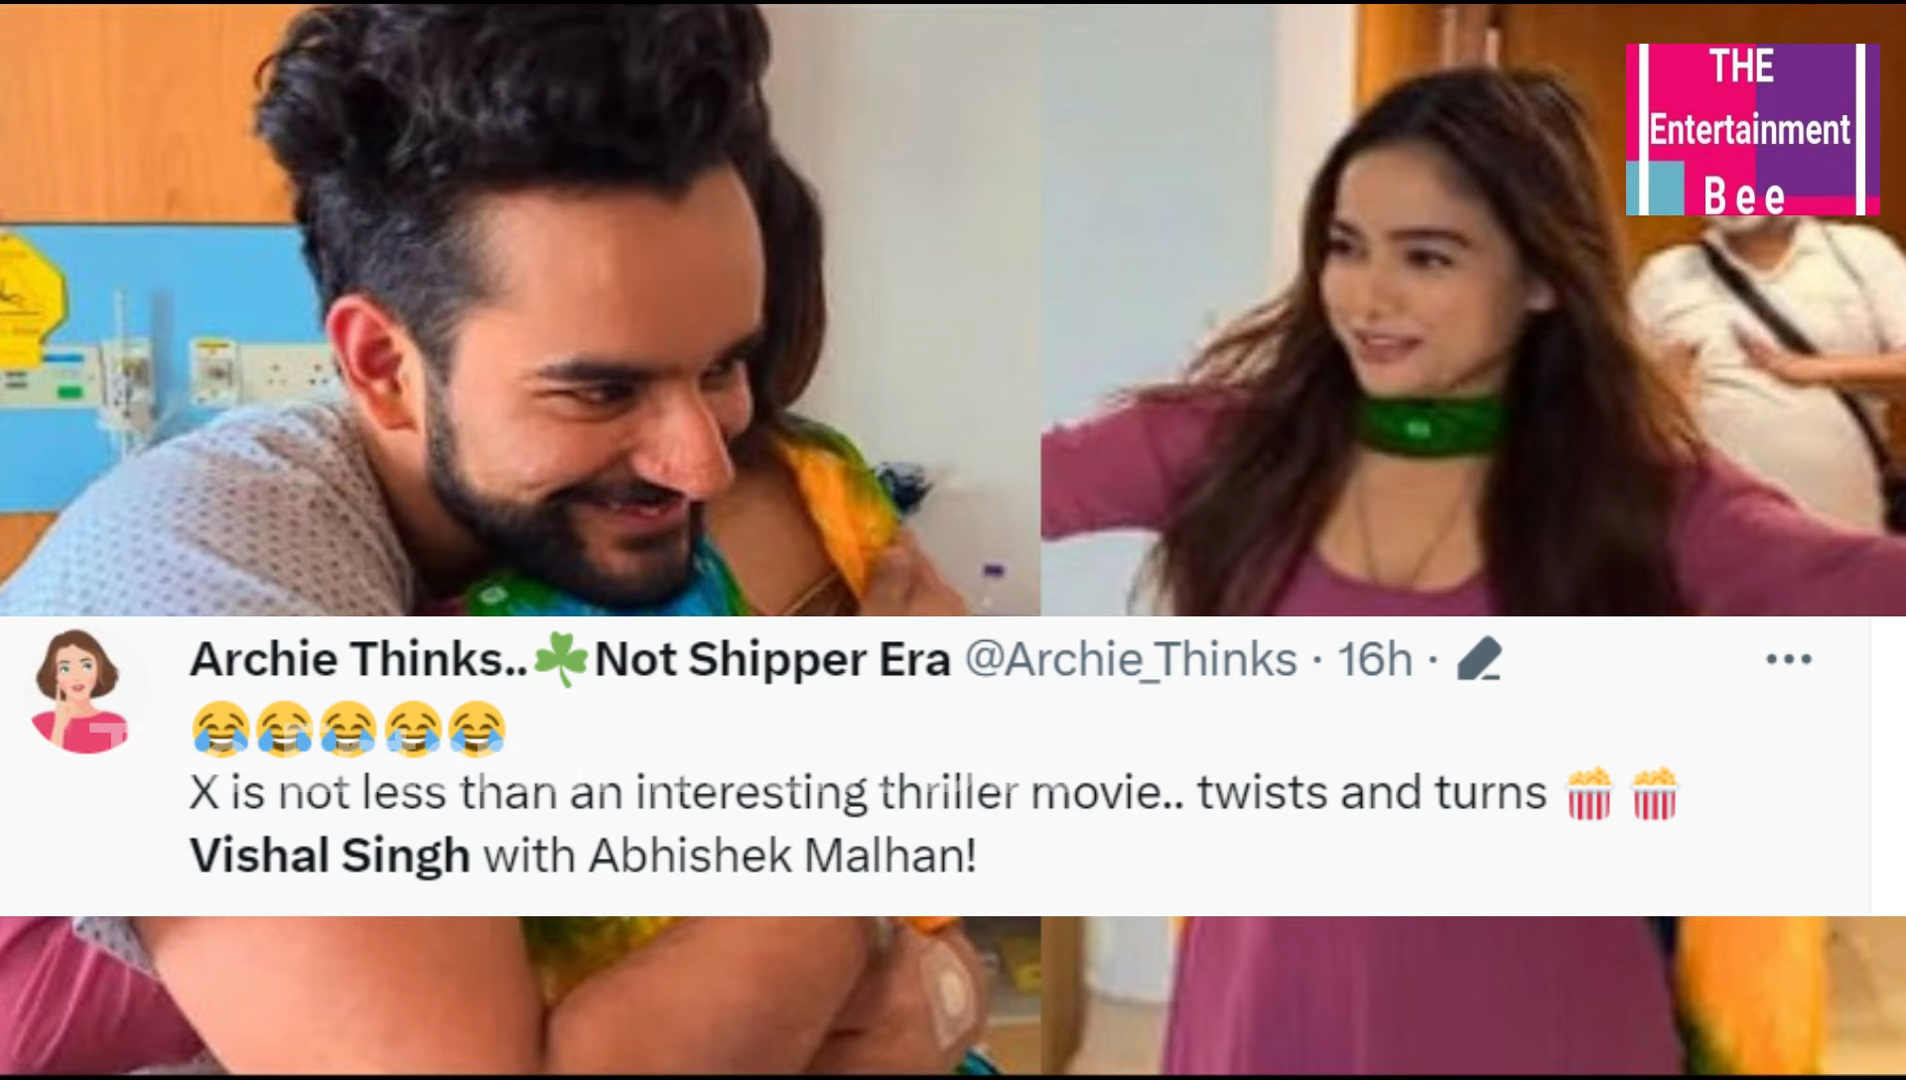 THE
Entertainment
Bee
Archie Thinks..☘Not Shipper Era @Archie_Thinks · 16h ·
😂😂😂😂😂
X is not less than an interesting thriller movie.. twists and turns 🍿🍿
Vishal Singh with Abhishek Malhan!